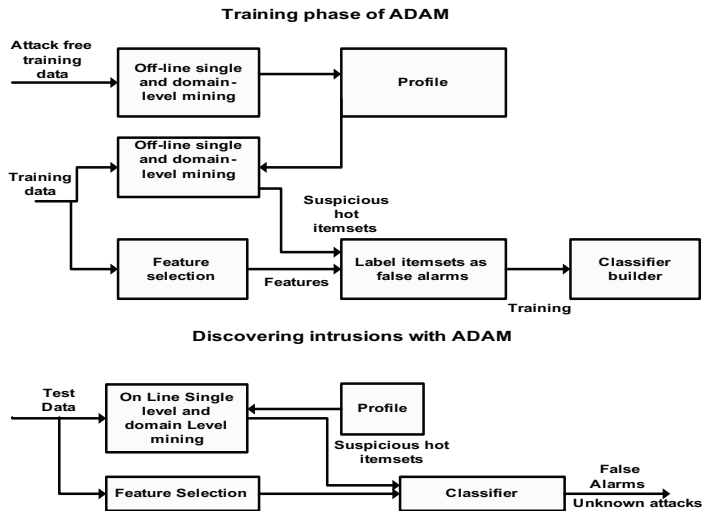 Training phase of ADAM
Attack free
training
data
Off-line single
and domain-
level mining
Profile
Off-line single
and domain-
level mining
Training
data
Suspicious
hot
itemsets
Feature
selection
Features
Label itemsets as
false alarms
Training
Classifier
builder
Discovering intrusions with ADAM
Test
Data
On Line Single
level and
domain Level
mining
Profile
Suspicious hot
itemsets
Feature Selection
Classifier
False
Alarms
Unknown attacks